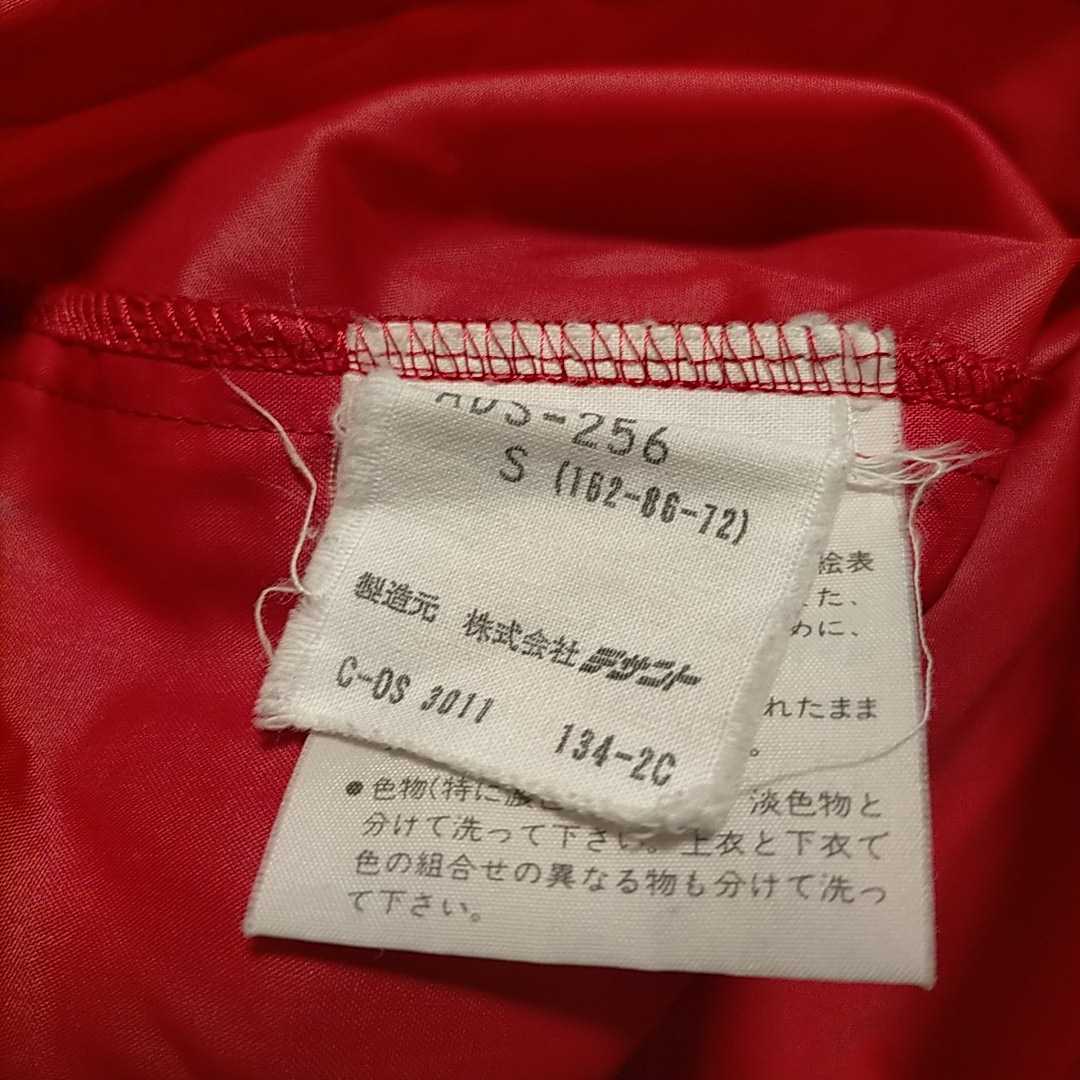 ADS-256
S (162-86-72)
製造元 株式会社デサント
C-OS 3011 134-2C
絵表
た、
めに、
れたまま
。
●色物(特に濃色 淡色物と
分けて洗って下さい。上衣と下衣で
色の組合せの異なる物も分けて洗っ
て下さい。